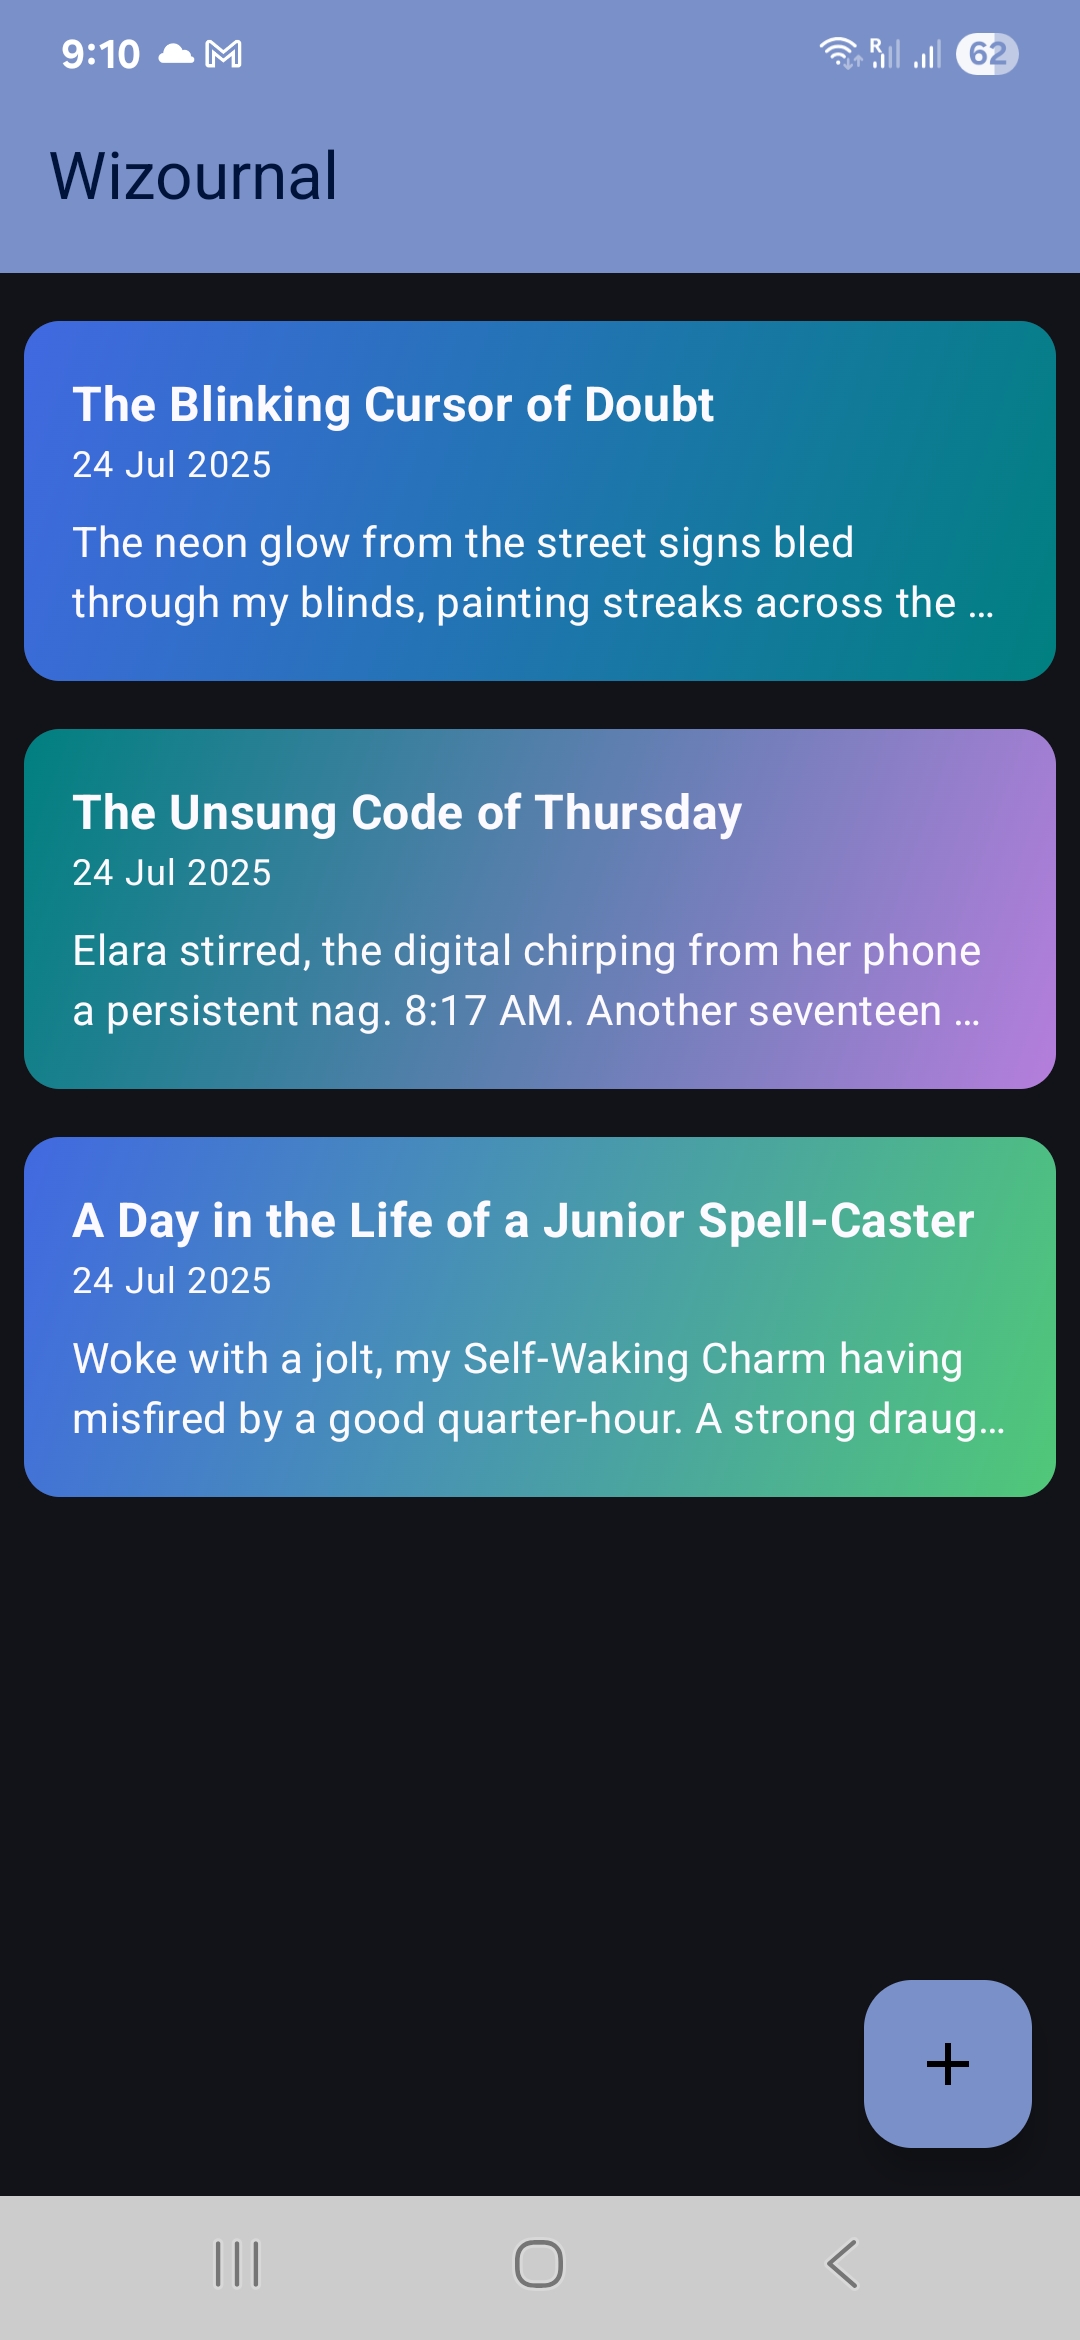 9:10
R
62
Wizournal
The Blinking Cursor of Doubt
24 Jul 2025
The neon glow from the street signs bled
through my blinds, painting streaks across the ...
The Unsung Code of Thursday
24 Jul 2025
Elara stirred, the digital chirping from her phone
a persistent nag. 8:17 AM. Another seventeen ...
A Day in the Life of a Junior Spell-Caster
24 Jul 2025
Woke with a jolt, my Self-Waking Charm having
misfired by a good quarter-hour. A strong draug...